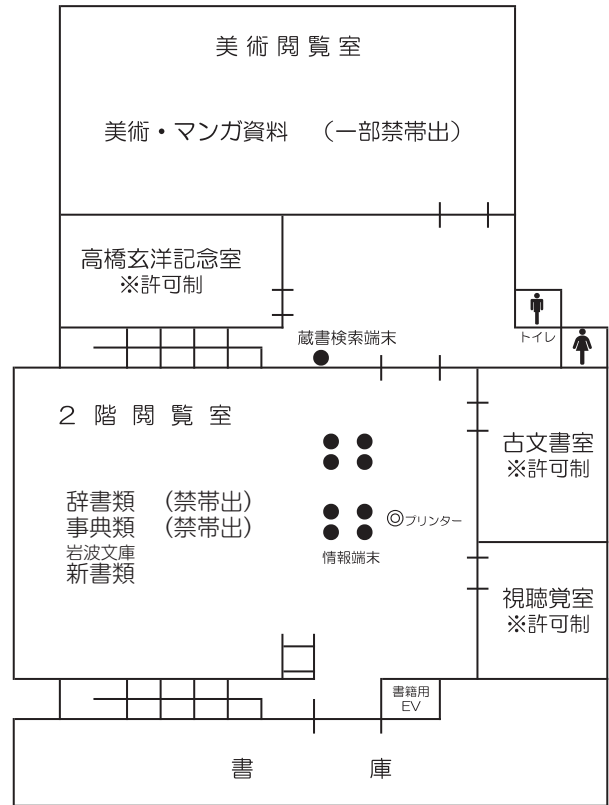 美術閲覧室
美術・マンガ資料 （一部禁帯出）
高橋玄洋記念室
※許可制
蔵書検索端末
トイレ
2階閲覧室
辞書類 （禁帯出）
事典類 （禁帯出）
岩波文庫
新書類
プリンター
情報端末
古文書室
※許可制
視聴覚室
※許可制
書籍用
EV
書庫